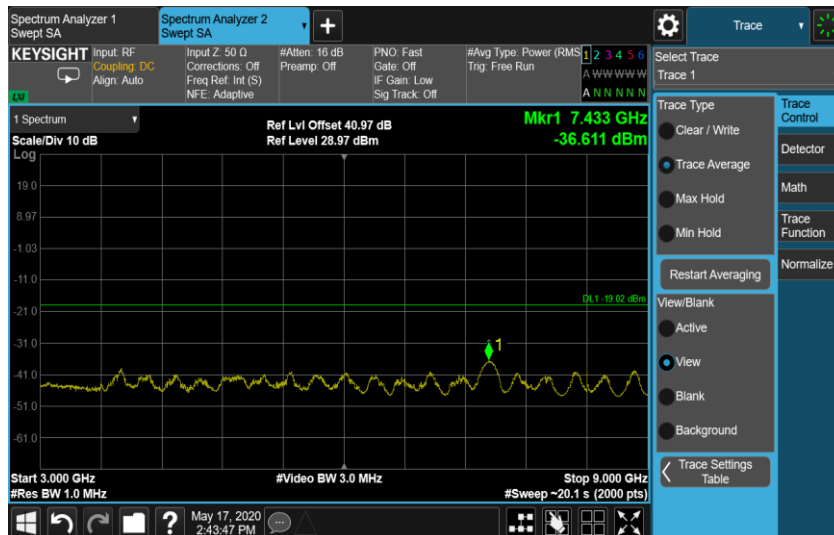 Spectrum Analyzer 1
Swept SA
Spectrum Analyzer 2
Swept SA
Trace
KEYSIGHT
Input: RF
Coupling: DC
Align: Auto
Input Z: 50 Ω
Corrections: Off
Freq Ref: Int (S)
NFE: Adaptive
#Atten: 16 dB
Preamp: Off
PNO: Fast
Gate: Off
IF Gain: Low
Sig Track: Off
#Avg Type: Power (RMS
Trig: Free Run
1 2 3 4 5 6
A W W W W W
A N N N N N
LXI
Select Trace
Trace 1
1 Spectrum
Scale/Div 10 dB
Log
Ref Lvl Offset 40.97 dB
Ref Level 28.97 dBm
Mkr1 7.433 GHz
-36.611 dBm
19.0
8.97
-1.03
-11.0
-21.0
-31.0
-41.0
-51.0
-61.0
DL1 -19.02 dBm
1
Start 3.000 GHz
#Res BW 1.0 MHz
#Video BW 3.0 MHz
Stop 9.000 GHz
#Sweep ~20.1 s (2000 pts)
Trace Type
Clear / Write
Trace Average
Max Hold
Min Hold
Restart Averaging
View/Blank
Active
View
Blank
Background
Trace Settings
Table
Trace
Control
Detector
Math
Trace
Function
Normalize
?
May 17, 2020
2:43:47 PM